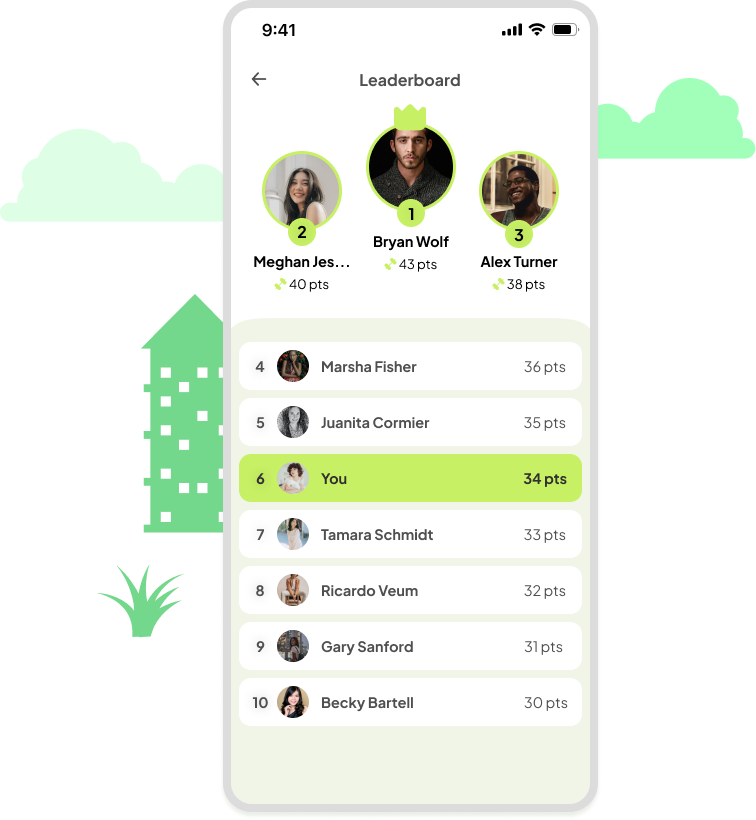 9:41
Leaderboard
1
2
3
Bryan Wolf
Meghan Jes...
Alex Turner
43 pts
40 pts
38 pts
4 Marsha Fisher 36 pts
5 Juanita Cormier 35 pts
6 You 34 pts
7 Tamara Schmidt 33 pts
8 Ricardo Veum 32 pts
9 Gary Sanford 31 pts
10 Becky Bartell 30 pts